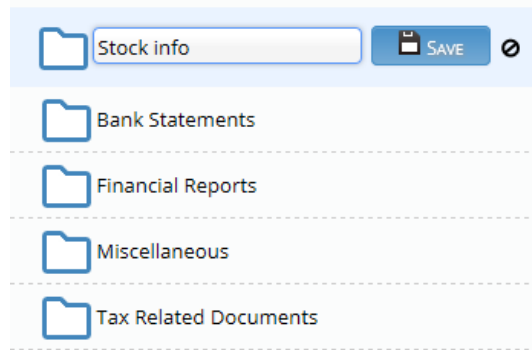 Stock info
SAVE
Bank Statements
Financial Reports
Miscellaneous
Tax Related Documents